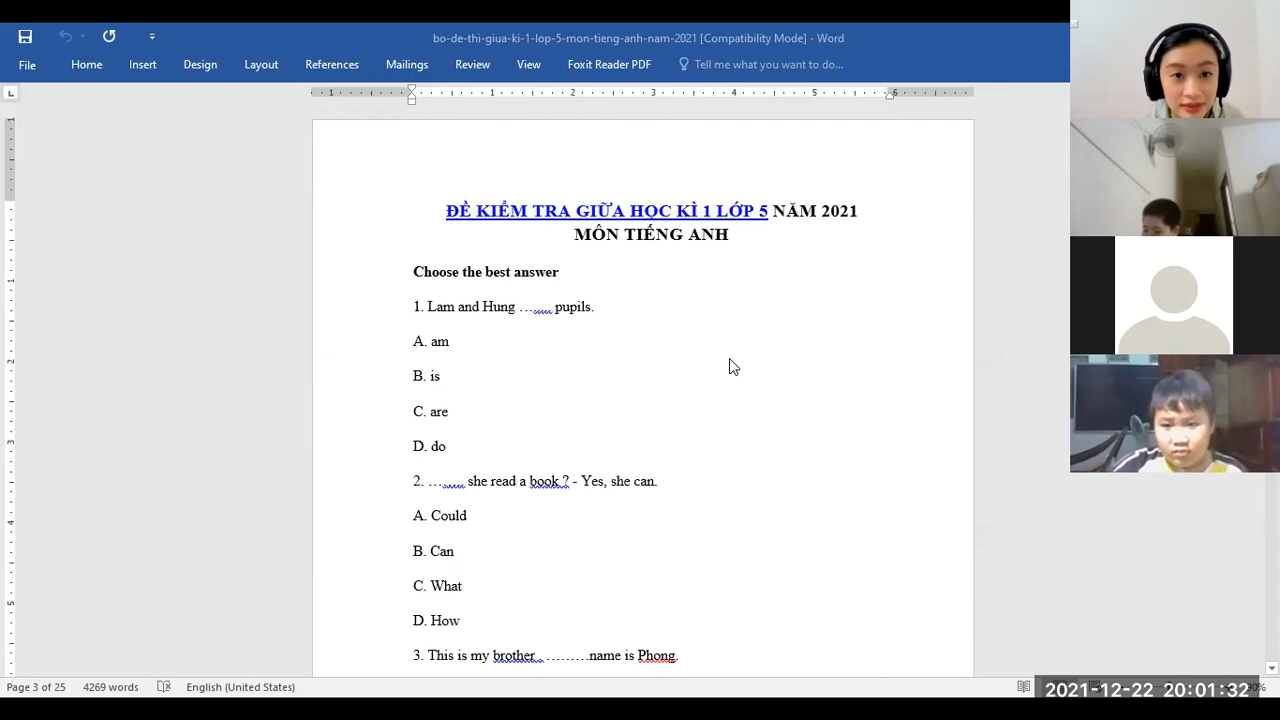 bo-de-thi-giua-ki-1-lop-5-mon-tieng-anh-nam-2021 [Compatibility Mode] - Word
File Home Insert Design Layout References Mailings Review View Foxit Reader PDF Tell me what you want to do...
ĐỀ KIỂM TRA GIỮA HỌC KÌ 1 LỚP 5 NĂM 2021
MÔN TIẾNG ANH
Choose the best answer
1. Lam and Hung ........ pupils.
A. am
B. is
C. are
D. do
2. ........ she read a book ? - Yes, she can.
A. Could
B. Can
C. What
D. How
3. This is my brother . ………name is Phong.
Page 3 of 25 4269 words English (United States)
2021-12-22 20:01:32